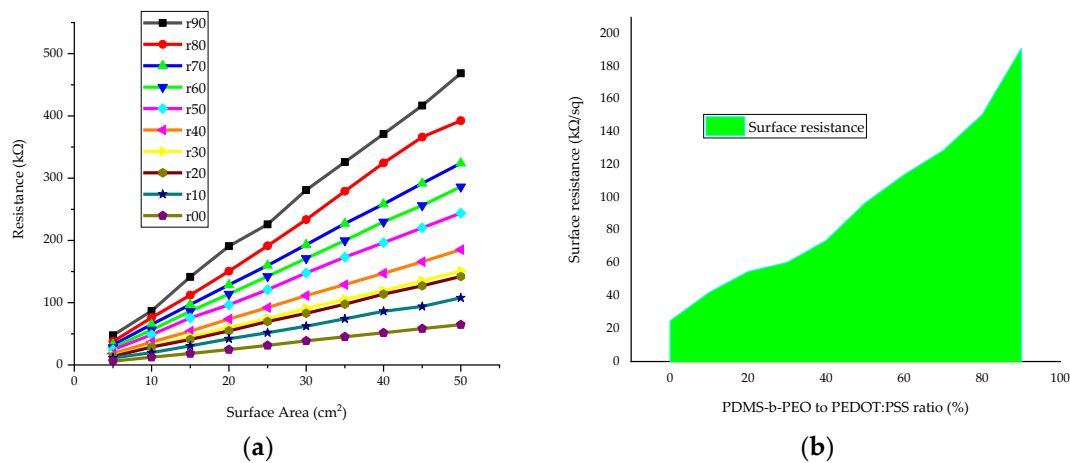 r90
r80
r70
r60
r50
r40
r30
r20
r10
r00
500
400
300
200
100
0
Resistance (kΩ)
0 10 20 30 40 50
Surface Area (cm²)
(a)
200
180
160
140
120
100
80
60
40
20
0
Surface resistance (kΩ/sq)
Surface resistance
0 20 40 60 80 100
PDMS-b-PEO to PEDOT:PSS ratio (%)
(b)